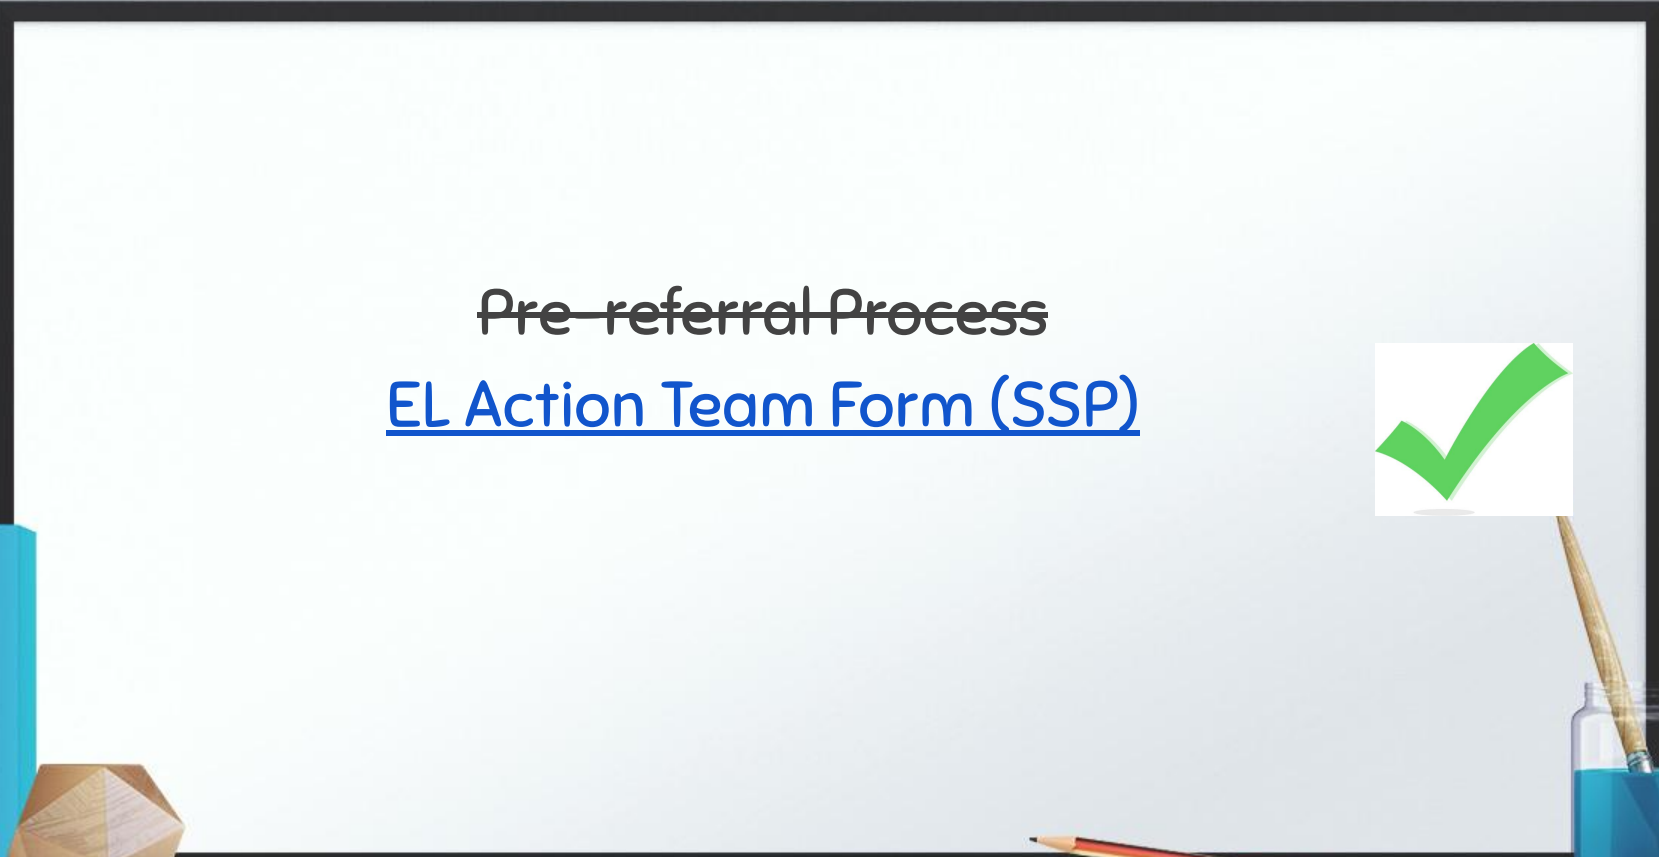 Pre-referral Process
EL Action Team Form (SSP)